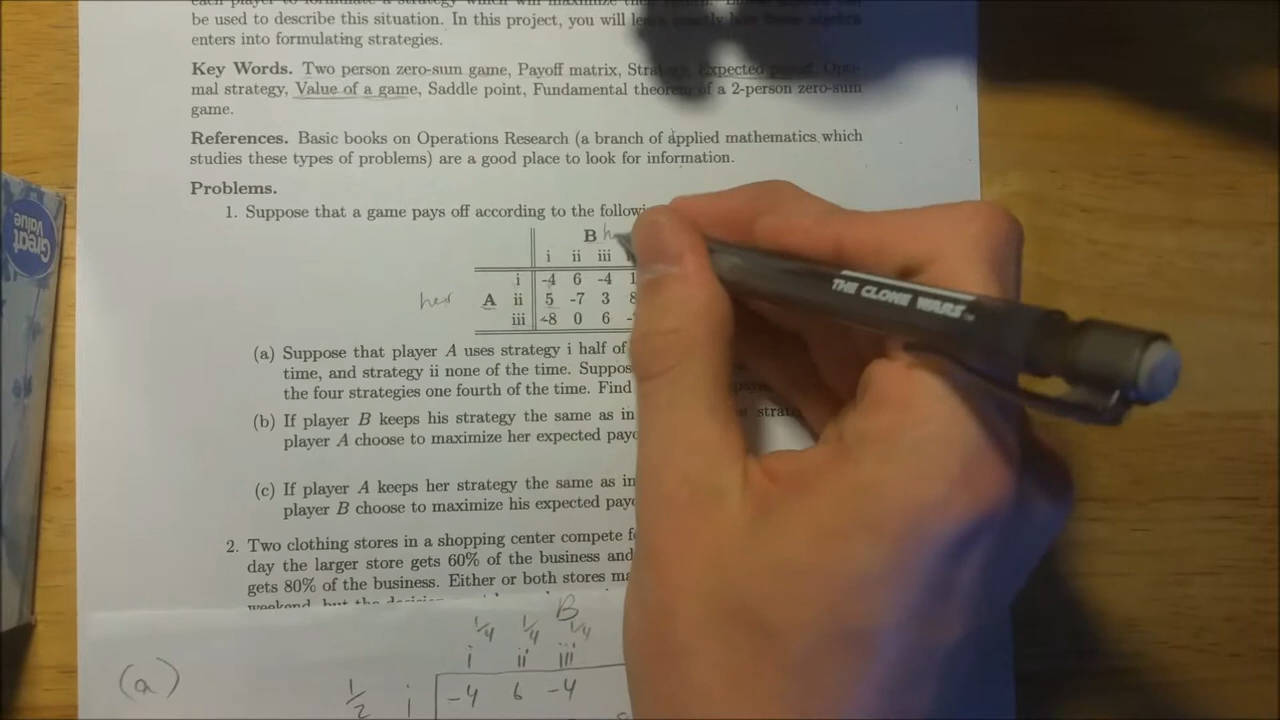 be used to describe this situation. In this project, you will
enters into formulating strategies.
Key Words. Two person zero-sum game, Payoff matrix,
mal strategy, Value of a game, Saddle point, Fundamental theorem of a 2-person zero-sum
game.
References. Basic books on Operations Research (a branch of applied mathematics which
studies these types of problems) are a good place to look for information.
Problems.
1. Suppose that a game pays off according to the
B
i ii iii
i -4 6 -4 1
her A ii 5 -7 3 8
iii -8 0 6
(a) Suppose that player A uses strategy i half of
time, and strategy ii none of the time.
the four strategies one fourth of the time. Find
(b) If player B keeps his strategy the same as in
player A choose to maximize her expected
(c) If player A keeps her strategy the same as in
player B choose to maximize his expected
2. Two clothing stores in a shopping center compete
day the larger store gets 60% of the business and
gets 80% of the business. Either or both stores
weekend, but the
B
1/4 1/4 1/4
i ii iii
(a) 1/2 i -4 6 -4
Great Value
THE CLONE WARS